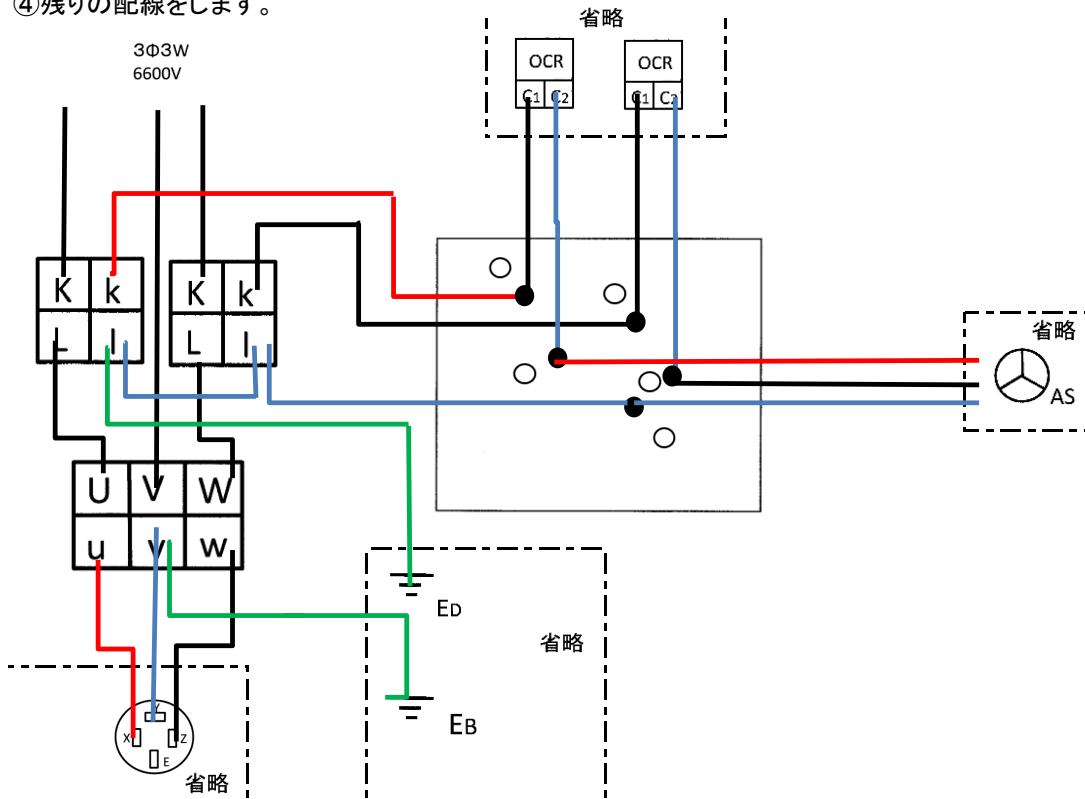 ④残りの配線をします。
3Φ3W
6600V
省略
OCR
OCR
C1 C2
C1 C2
K k
K k
L l
L l
省略
AS
U V W
u v w
ED
省略
EB
Y
X Z
E
省略